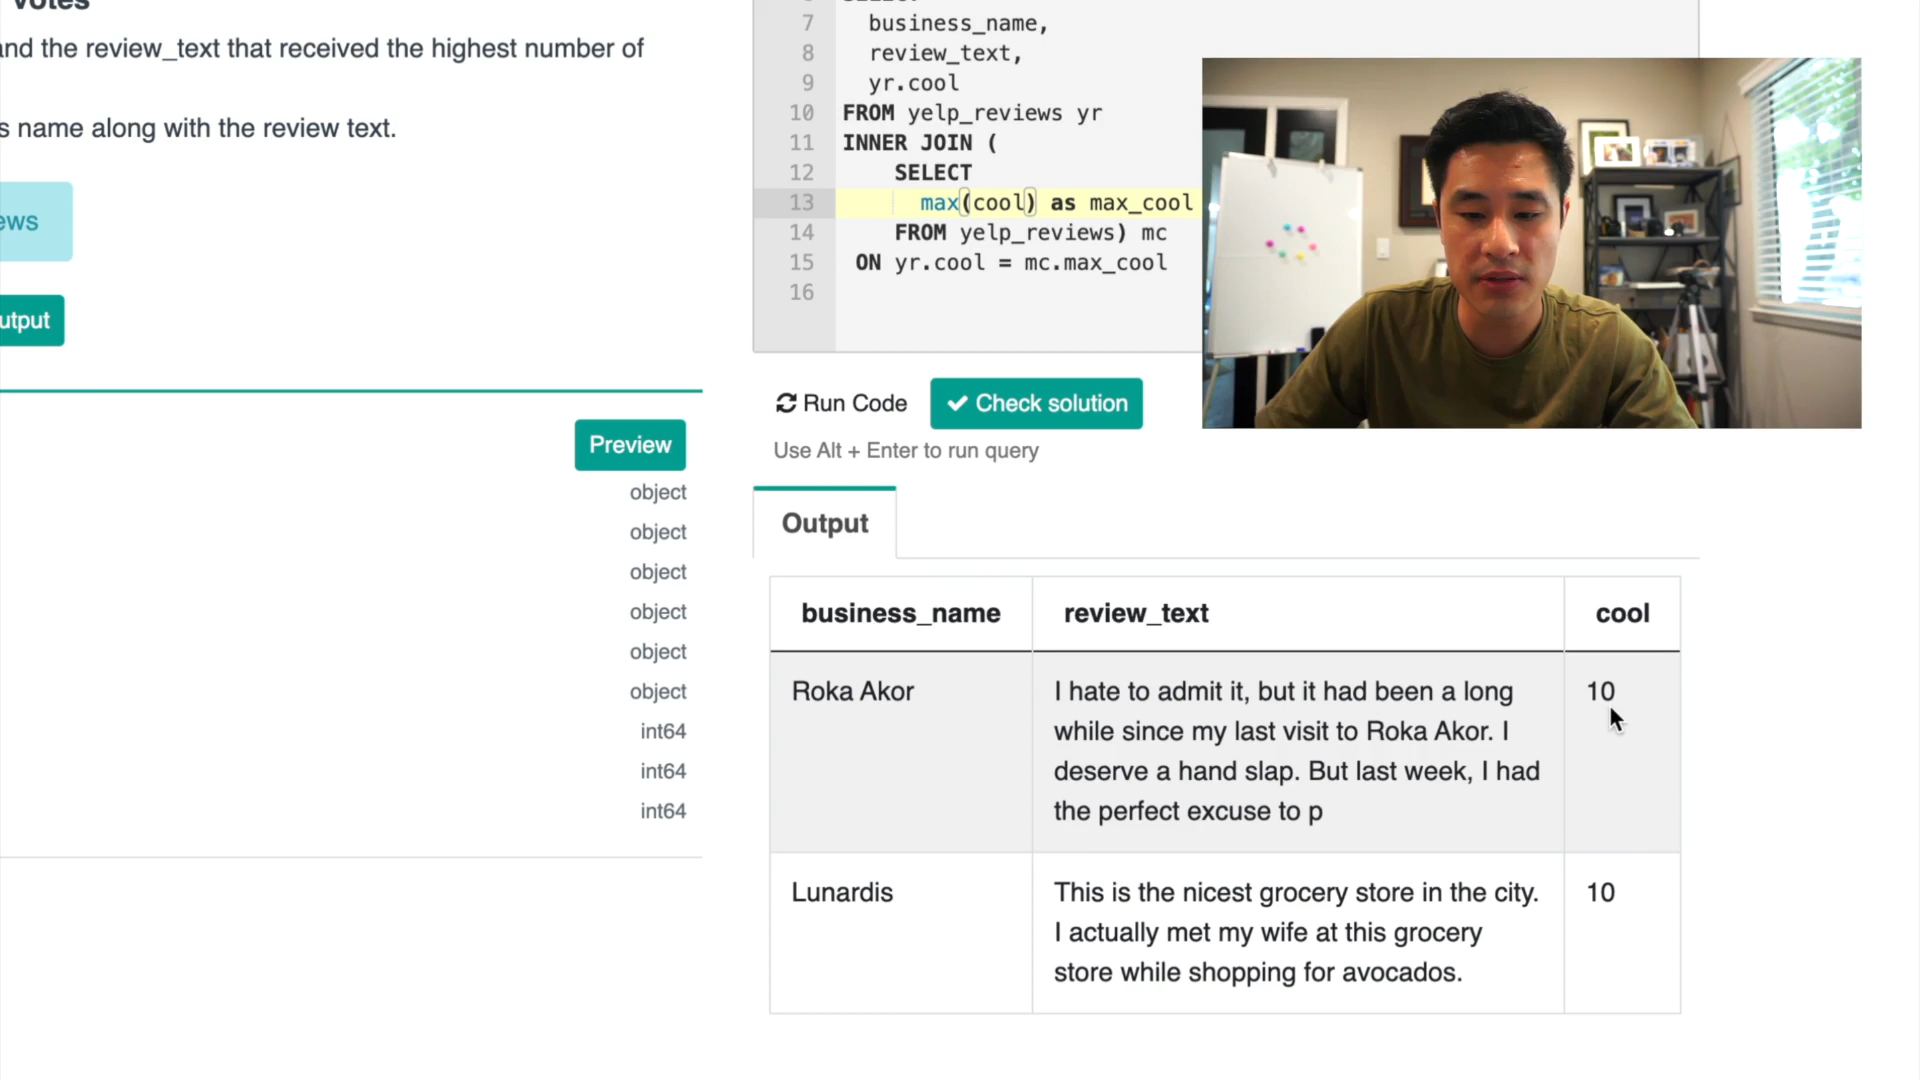 votes
and the review_text that received the highest number of
s name along with the review text.
ews
utput
Preview
object
object
object
object
object
object
int64
int64
int64
6 SELECT
7 business_name,
8 review_text,
9 yr.cool
10 FROM yelp_reviews yr
11 INNER JOIN (
12 SELECT
13 max(cool) as max_cool
14 FROM yelp_reviews) mc
15 ON yr.cool = mc.max_cool
16
Run Code
Check solution
Use Alt + Enter to run query
Output
business_name review_text cool
Roka Akor I hate to admit it, but it had been a long 10
while since my last visit to Roka Akor. I
deserve a hand slap. But last week, I had
the perfect excuse to p
Lunardis This is the nicest grocery store in the city. 10
I actually met my wife at this grocery
store while shopping for avocados.